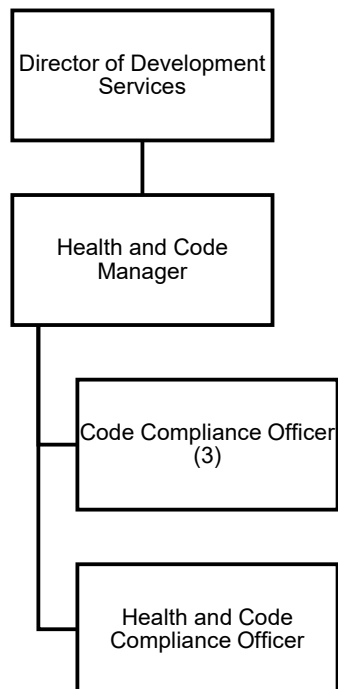 Director of Development
Services
Health and Code
Manager
Code Compliance Officer
(3)
Health and Code
Compliance Officer